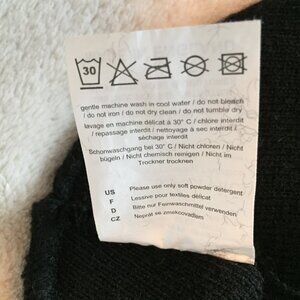 30
gentle machine wash in cool water / do not bleach
/ do not iron / do not dry clean / do not tumble dry
lavage en machine délicat à 30° C / chlore interdit
/ repassage interdit / nettoyage à sec interdit /
séchage interdit
Schonwaschgang bei 30° C / Nicht chloren / Nicht
bügeln / Nicht chemisch reinigen / Nicht im
Trockner trocknen
US Please use only soft powder detergent.
F Lessive pour textiles délicat
D Bitte nur Feinwaschmittel verwenden
CZ Neprát se zmekcovadlem